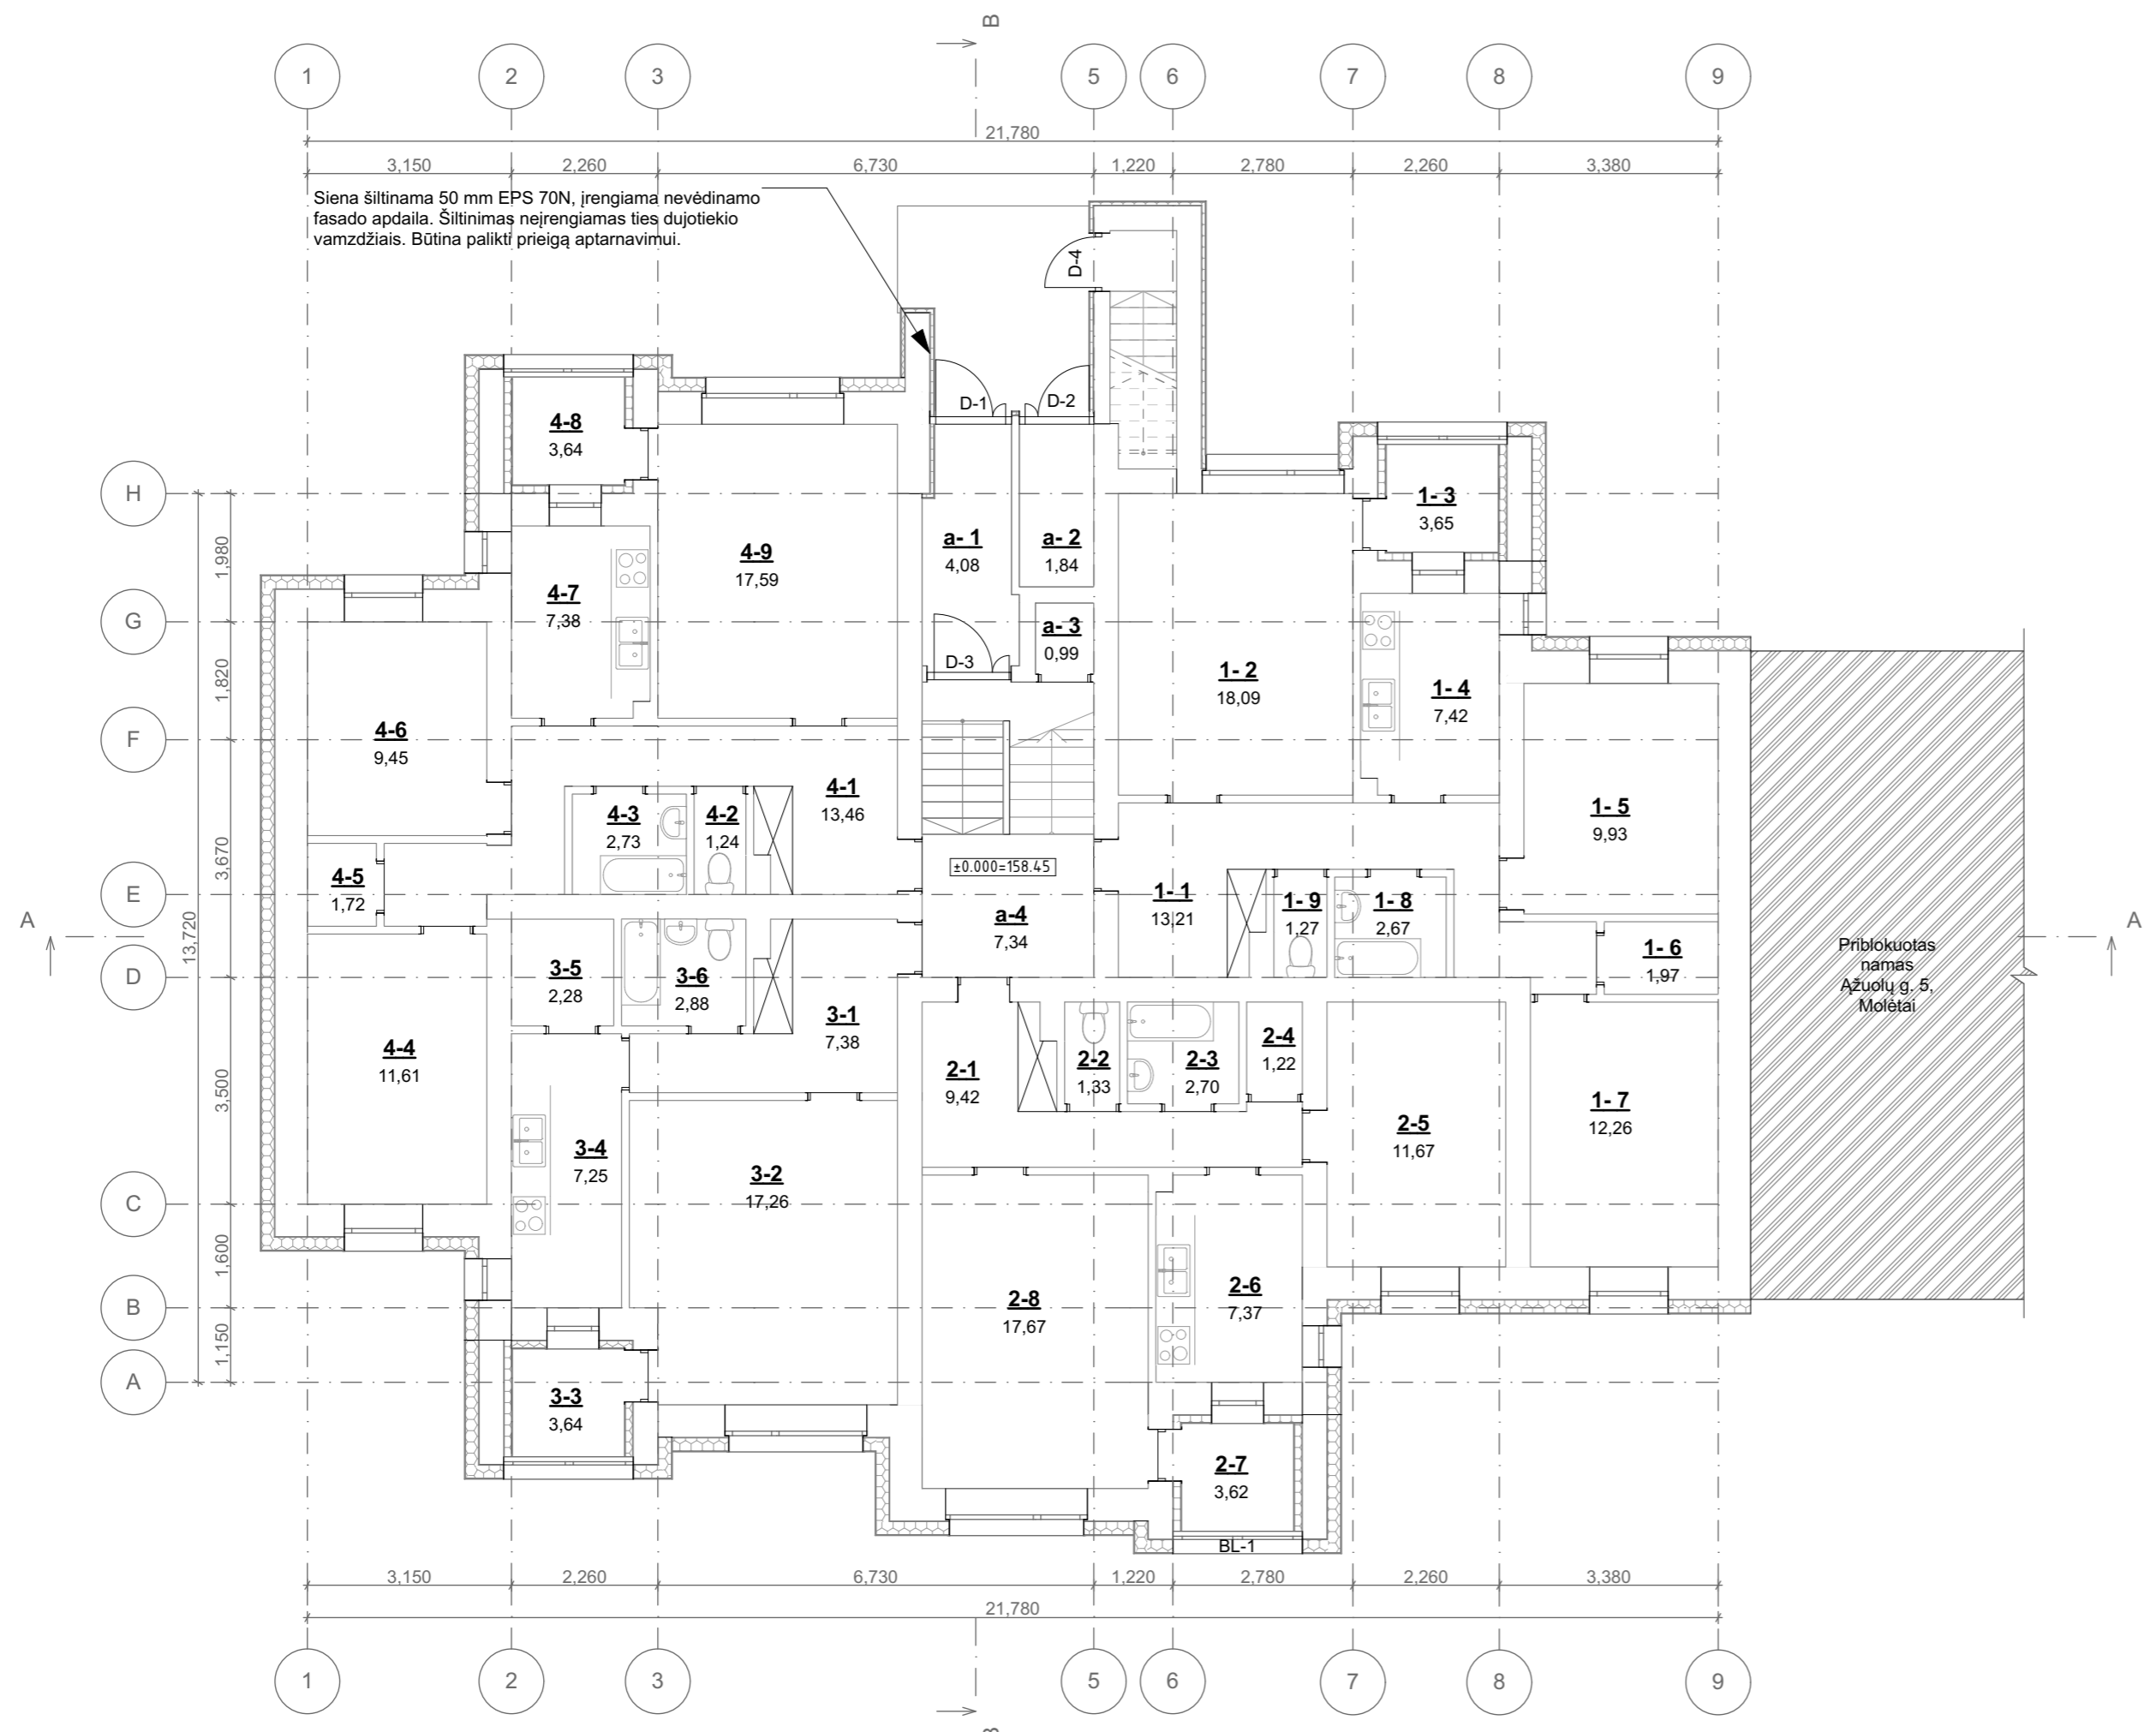 B
1 2 3 5 6 7 8 9
21,780
3,150 2,260 6,730 1,220 2,780 2,260 3,380
Siena šiltinama 50 mm EPS 70N, įrengiama nevėdinamo
fasado apdaila. Šiltinimas neįrengiamas ties dujotiekio
vamzdžiais. Būtina palikti prieigą aptarnavimui.
D-4
D-1
D-2
4-8
3,64
H
1- 3
3,65
1,980
4-9
17,59
a- 1
4,08
a- 2
1,84
4-7
7,38
G
a- 3
0,99
D-3
1,820
1- 2
18,09
1- 4
7,42
F
4-6
9,45
4-1
13,46
4-3
2,73
4-2
1,24
1- 5
9,93
3,670
±0.000=158.45
E
4-5
1,72
1- 1
13,21
1- 9
1,27
1- 8
2,67
A
13,720
a-4
7,34
A
Priblokuotas
namas
Ąžuolų g. 5,
Molėtai
1- 6
1,97
D
3-5
2,28
3-6
2,88
3-1
7,38
4-4
11,61
2-1
9,42
2-2
1,33
2-3
2,70
2-4
1,22
3,500
2-5
11,67
1- 7
12,26
3-4
7,25
3-2
17,26
C
1,600
2-8
17,67
2-6
7,37
B
1,150
A
3-3
3,64
2-7
3,62
BL-1
3,150 2,260 6,730 1,220 2,780 2,260 3,380
21,780
1 2 3 5 6 7 8 9
B